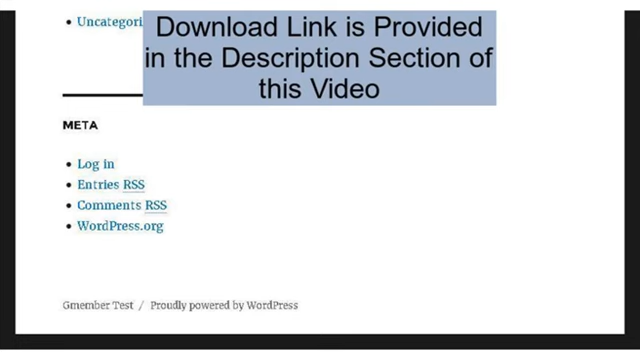 Uncategori
Download Link is Provided
in the Description Section of
this Video
META
Log in
Entries RSS
Comments RSS
WordPress.org
Gmember Test / Proudly powered by WordPress